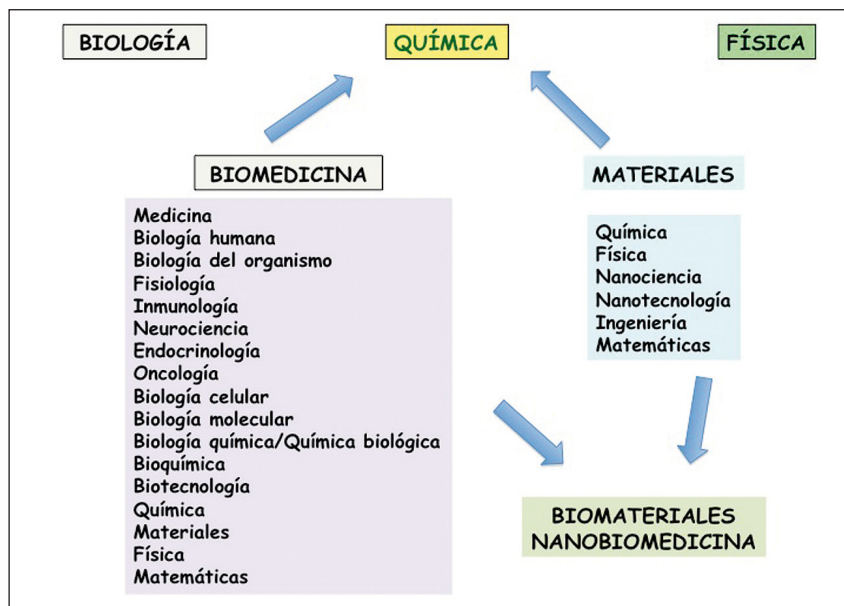 BIOLOGÍA
QUÍMICA
FÍSICA
BIOMEDICINA
Medicina
Biología humana
Biología del organismo
Fisiología
Inmunología
Neurociencia
Endocrinología
Oncología
Biología celular
Biología molecular
Biología química/Química biológica
Bioquímica
Biotecnología
Química
Materiales
Física
Matemáticas
MATERIALES
Química
Física
Nanociencia
Nanotecnología
Ingeniería
Matemáticas
BIOMATERIALES
NANOBIOMEDICINA